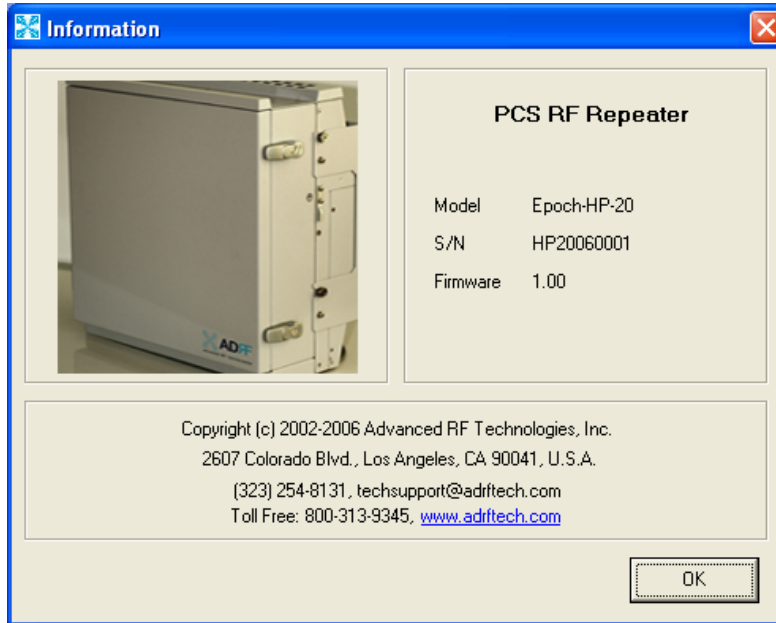 Information
ADRF
PCS RF Repeater
Model Epoch-HP-20
S/N HP20060001
Firmware 1.00
Copyright (c) 2002-2006 Advanced RF Technologies, Inc.
2607 Colorado Blvd., Los Angeles, CA 90041, U.S.A.
(323) 254-8131, techsupport@adrftech.com
Toll Free: 800-313-9345, www.adrftech.com
OK